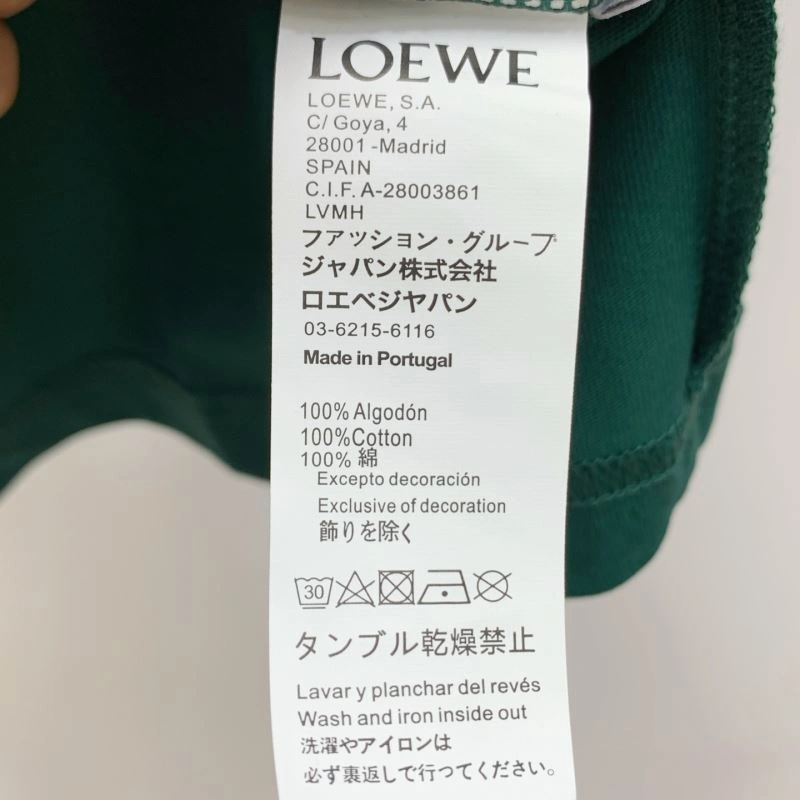 LOEWE
LOEWE, S.A.
C/ Goya, 4
28001 -Madrid
SPAIN
C.I.F. A-28003861
LVMH
ファッション・グループ
ジャパン株式会社
ロエベジヤパン
03-6215-6116
Made in Portugal
100% Algodón
100%Cotton
100% 綿
Excepto decoración
Exclusive of decoration
飾りを除く
30
タンブル乾燥禁止
Lavar y planchar del revés
Wash and iron inside out
洗濯やアイロンは
必ず裏返しで行ってください。